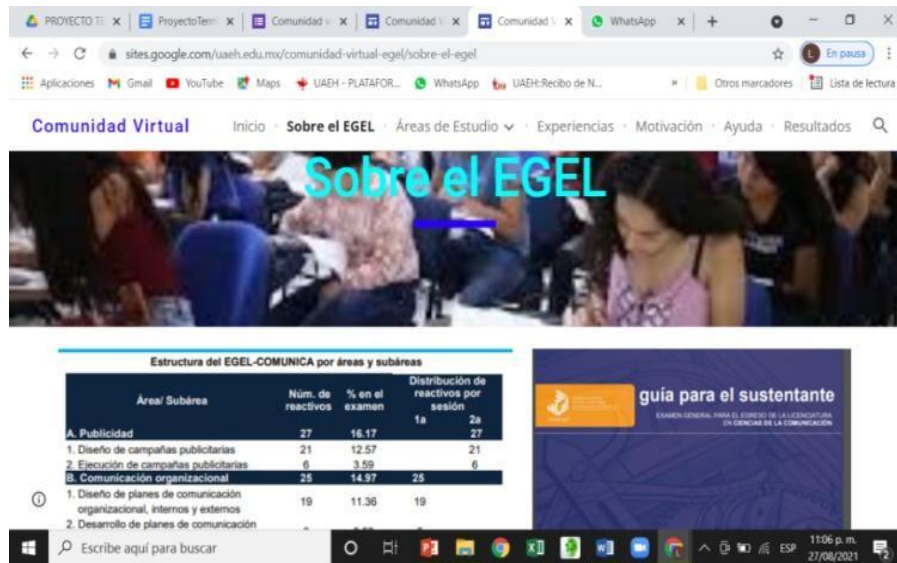 PROYECTO TE
ProyectoTerm
Comunidad v
Comunidad V
Comunidad V
WhatsApp
sites.google.com/uaeh.edu.mx/comunidad-virtual-egel/sobre-el-egel
L En pausa
Aplicaciones Gmail YouTube Maps UAEH - PLATAFOR... WhatsApp UAEH:Recibo de N... » Otros marcadores Lista de lectura
Comunidad Virtual Inicio Sobre el EGEL Áreas de Estudio Experiencias Motivación Ayuda Resultados
Sobre el EGEL
Estructura del EGEL-COMUNICA por áreas y subáreas
Área/ Subárea Núm. de reactivos % en el examen Distribución de reactivos por sesión
1a 2a
A. Publicidad 27 16.17 27
1. Diseño de campañas publicitarias 21 12.57 21
2. Ejecución de campañas publicitarias 6 3.59 6
B. Comunicación organizacional 25 14.97 25
1. Diseño de planes de comunicación
organizacional, internos y externos 19 11.36 19
2. Desarrollo de planes de comunicación
guía para el sustentante
EXAMEN GENERAL PARA EL EGRESO DE LA LICENCIATURA
EN CIENCIAS DE LA COMUNICACIÓN
Escribe aquí para buscar
ESP
11:06 p. m.
27/08/2021
2